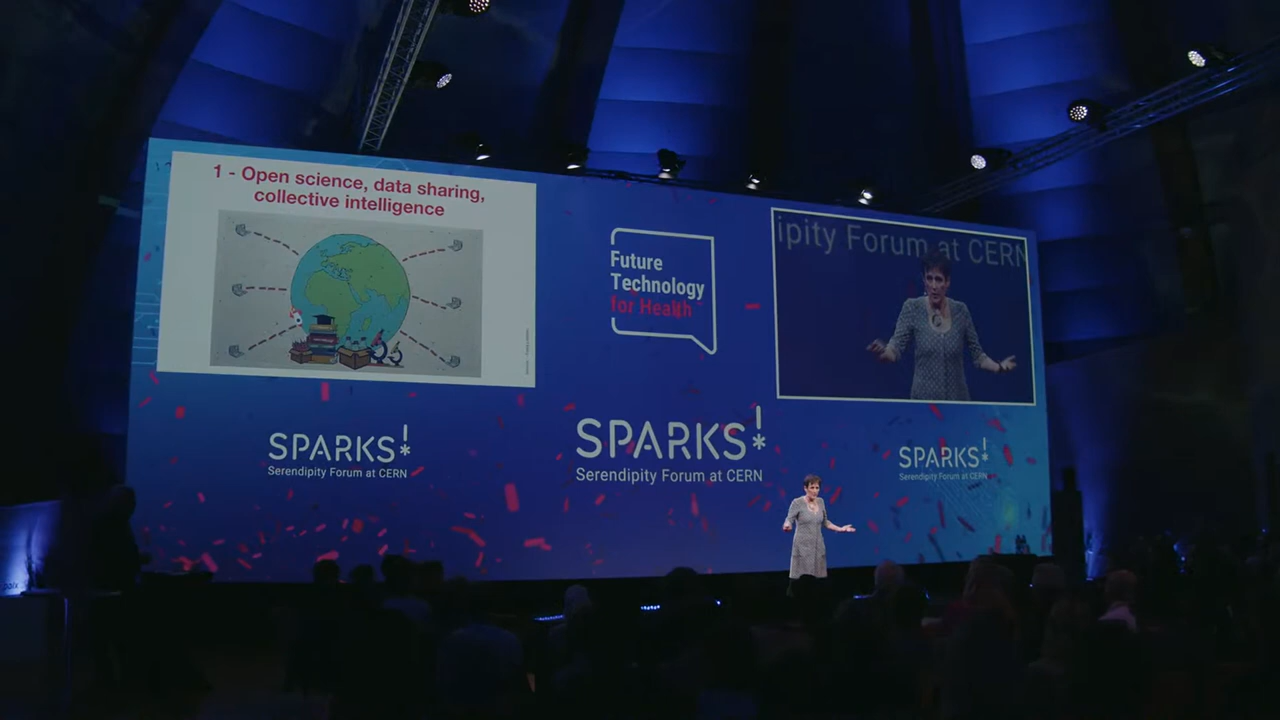 1 - Open science, data sharing,
collective intelligence
Future
Technology
for Health
ipity Forum at CERN
SPARKS!*
Serendipity Forum at CERN
SPARKS!*
Serendipity Forum at CERN
SPARKS!*
Serendipity Forum at CERN